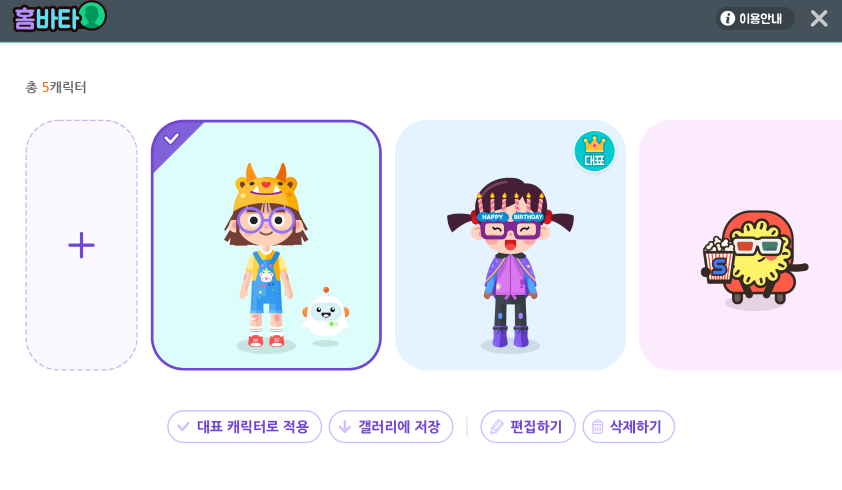 홈바타
이용안내
총 5캐릭터
대표
HAPPY BIRTHDAY
S
대표 캐릭터로 적용
갤러리에 저장
편집하기
삭제하기